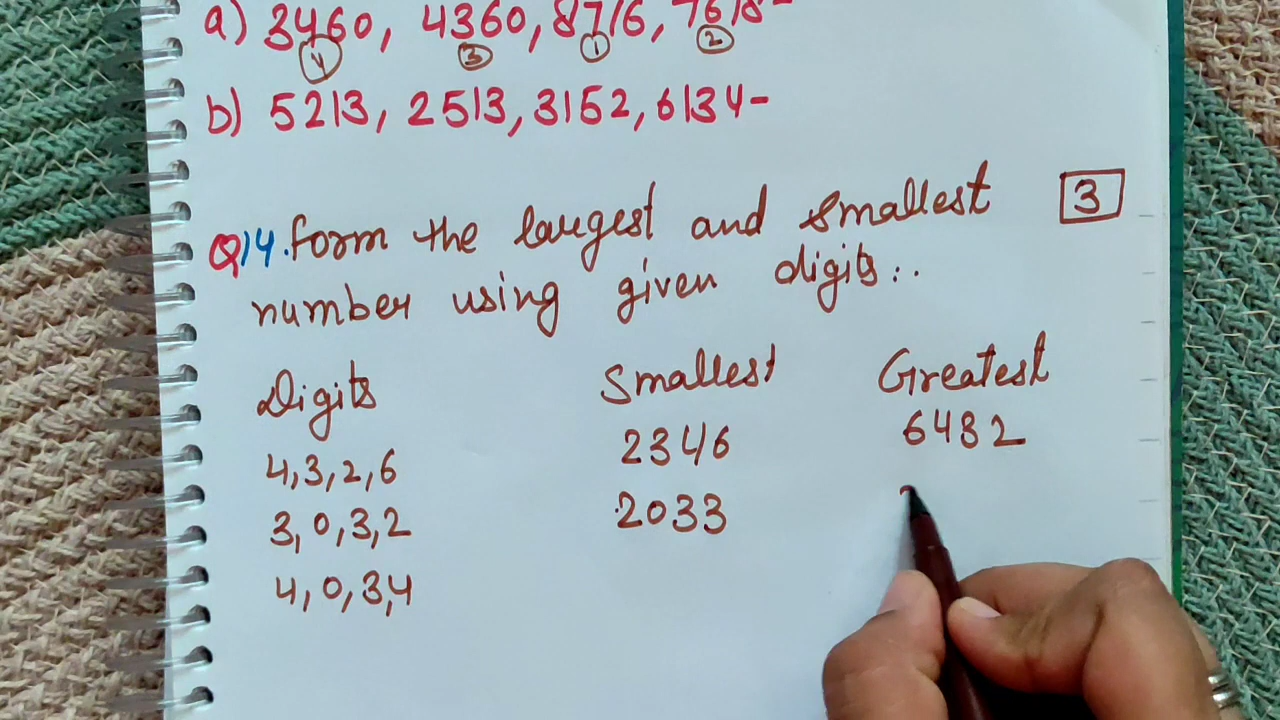 a) 3460, 4360, 8716, 7618-
4 3 1 2
b) 5213, 2513, 3152, 6134-
Q14. Form the largest and smallest 3
number using given digits:.
Digits Smallest Greatest
4,3,2,6 2346 6432
3,0,3,2 2033
4,0,3,4